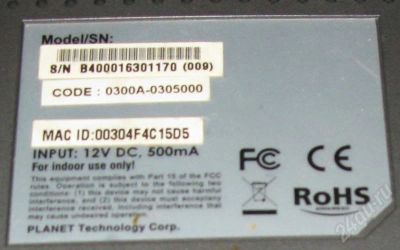 Model/SN:
S/N B400016301170 (009)
CODE : 0300A-0305000
MAC ID:00304F4C15D5
INPUT: 12V DC, 500mA
For indoor use only!
This equipment complies with Part 15 of the FCC
rules. Operation is subject to the following two
conditions: (1) this device may not cause harmful
interference, and (2) this device must accept any
interference received, including interference that
may cause undesired operation.
PLANET Technology Corp.
FC CE
RoHS
24au.ru